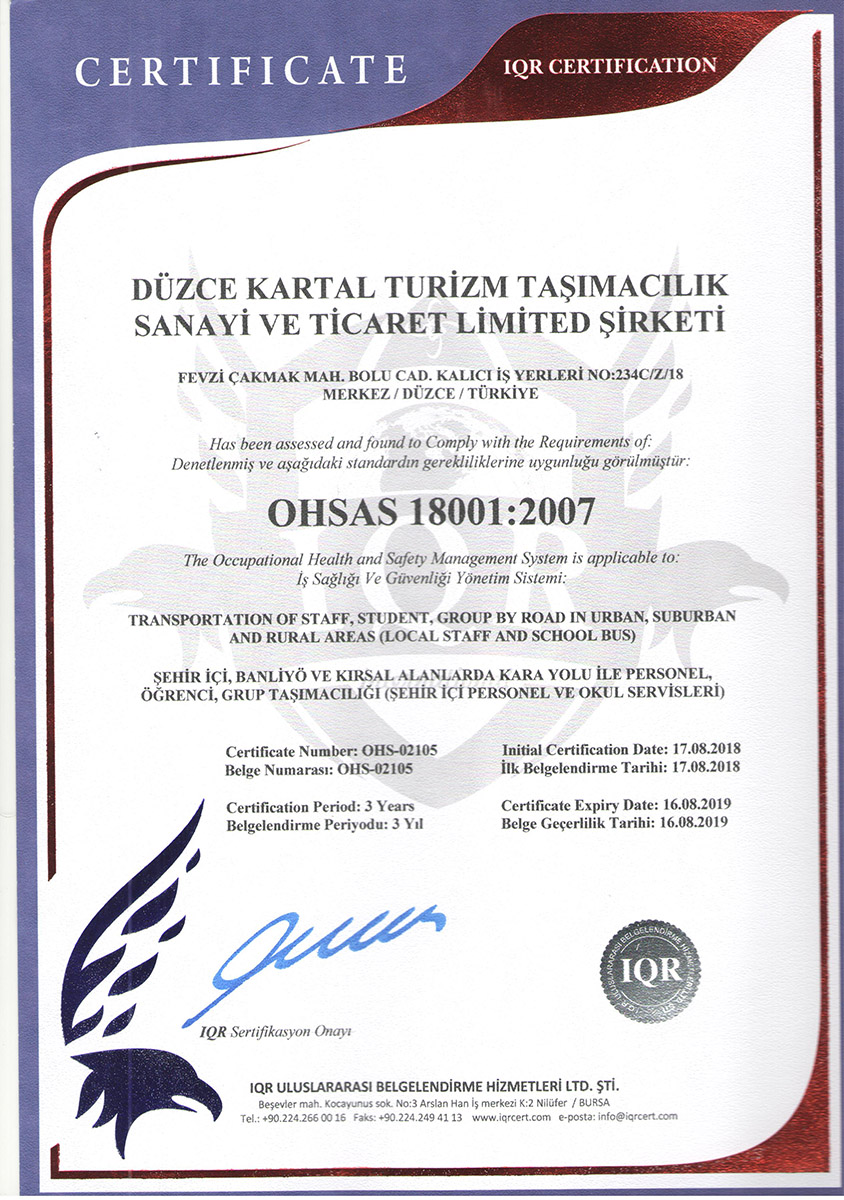 CERTIFICATE
IQR CERTIFICATION
DÜZCE KARTAL TURİZM TAŞIMACILIK
SANAYİ VE TİCARET LİMİTED ŞİRKETİ
FEVZİ ÇAKMAK MAH. BOLU CAD. KALICI İŞ YERLERİ NO:234C/Z/18
MERKEZ / DÜZCE / TÜRKİYE
Has been assessed and found to Comply with the Requirements of:
Denetlenmiş ve aşağıdaki standardın gerekliliklerine uygunluğu görülmüştür:
OHSAS 18001:2007
The Occupational Health and Safety Management System is applicable to:
İş Sağlığı Ve Güvenliği Yönetim Sistemi:
TRANSPORTATION OF STAFF, STUDENT, GROUP BY ROAD IN URBAN, SUBURBAN
AND RURAL AREAS (LOCAL STAFF AND SCHOOL BUS)
ŞEHİR İÇİ, BANLİYÖ VE KIRSAL ALANLARDA KARA YOLU İLE PERSONEL,
ÖĞRENCİ, GRUP TAŞIMACILIĞI (ŞEHİR İÇİ PERSONEL VE OKUL SERVİSLERİ)
Certificate Number: OHS-02105
Belge Numarası: OHS-02105
Initial Certification Date: 17.08.2018
İlk Belgelendirme Tarihi: 17.08.2018
Certification Period: 3 Years
Belgelendirme Periyodu: 3 Yıl
Certificate Expiry Date: 16.08.2019
Belge Geçerlilik Tarihi: 16.08.2019
IQR Sertifikasyon Onayı
IQR
IQR ULUSLARARASI BELGELENDİRME HİZMETLERİ LTD. ŞTİ.
Beşevler mah. Kocayunus sok. No:3 Arslan Han İş merkezi K:2 Nilüfer / BURSA
Tel.: +90.224.266 00 16 Faks: +90.224.249 41 13 www.iqrcert.com e-posta: info@iqrcert.com